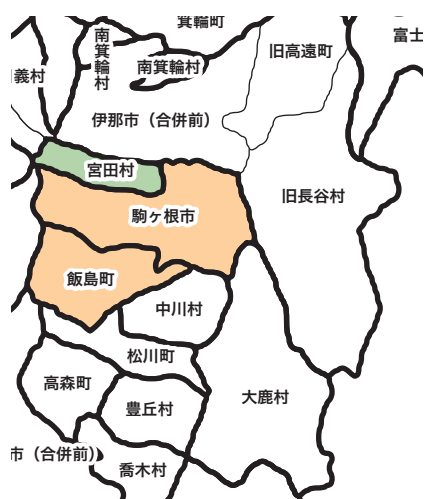 箕輪町
南箕輪村
南箕輪村
旧高遠町
富士
義村
伊那市（合併前）
宮田村
旧長谷村
駒ヶ根市
飯島町
中川村
松川町
高森町
大鹿村
豊丘村
市（合併前）
喬木村